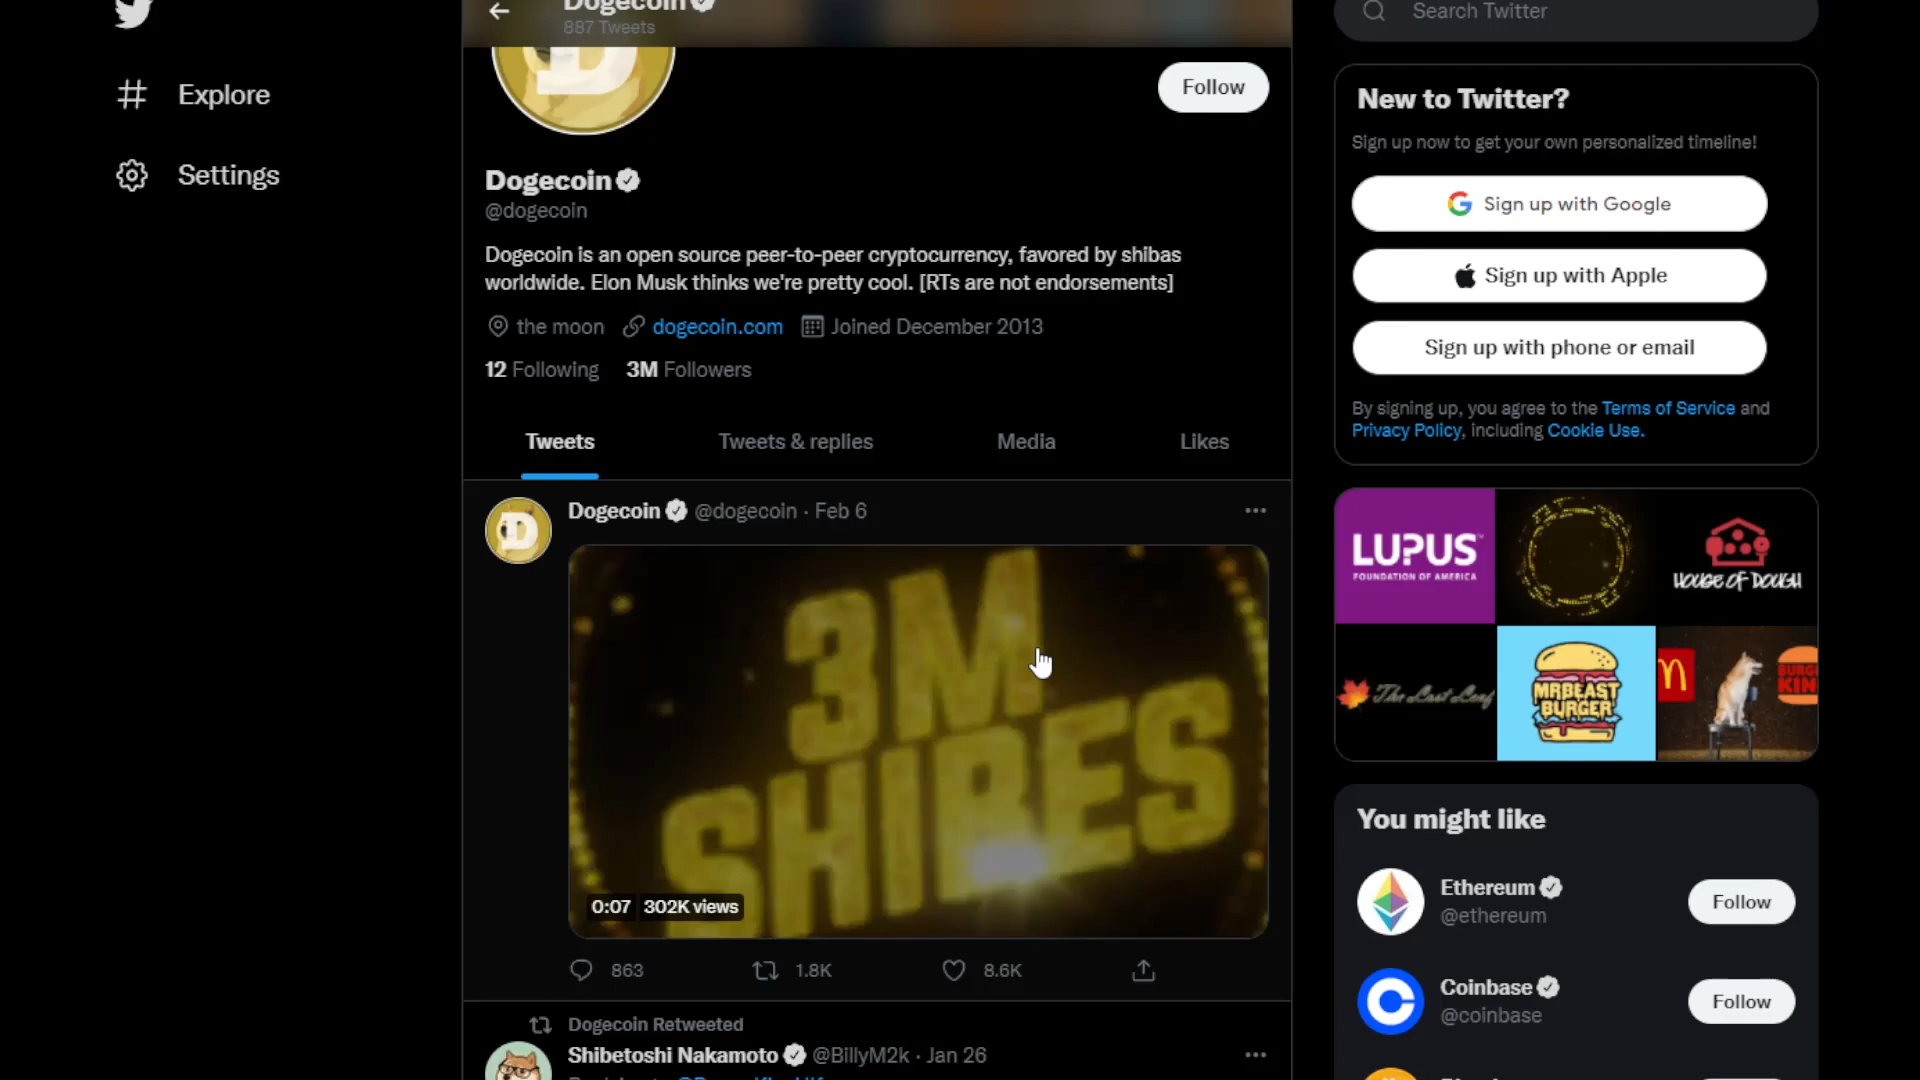 Dogecoin
887 Tweets
Search Twitter
Explore
Settings
Follow
Dogecoin
@dogecoin
Dogecoin is an open source peer-to-peer cryptocurrency, favored by shibas
worldwide. Elon Musk thinks we're pretty cool. [RTs are not endorsements]
the moon dogecoin.com Joined December 2013
12 Following 3M Followers
Tweets Tweets & replies Media Likes
Dogecoin @dogecoin · Feb 6
3M
SHIBES
0:07 302K views
863 1.8K 8.6K
Dogecoin Retweeted
Shibetoshi Nakamoto @BillyM2k · Jan 26
New to Twitter?
Sign up now to get your own personalized timeline!
Sign up with Google
Sign up with Apple
Sign up with phone or email
By signing up, you agree to the Terms of Service and
Privacy Policy, including Cookie Use.
LUPUS
FOUNDATION OF AMERICA
HOUSE OF DOUGH
The Last Leaf
MRBEAST
BURGER
BURGER
KING
You might like
Ethereum
@ethereum
Follow
Coinbase
@coinbase
Follow